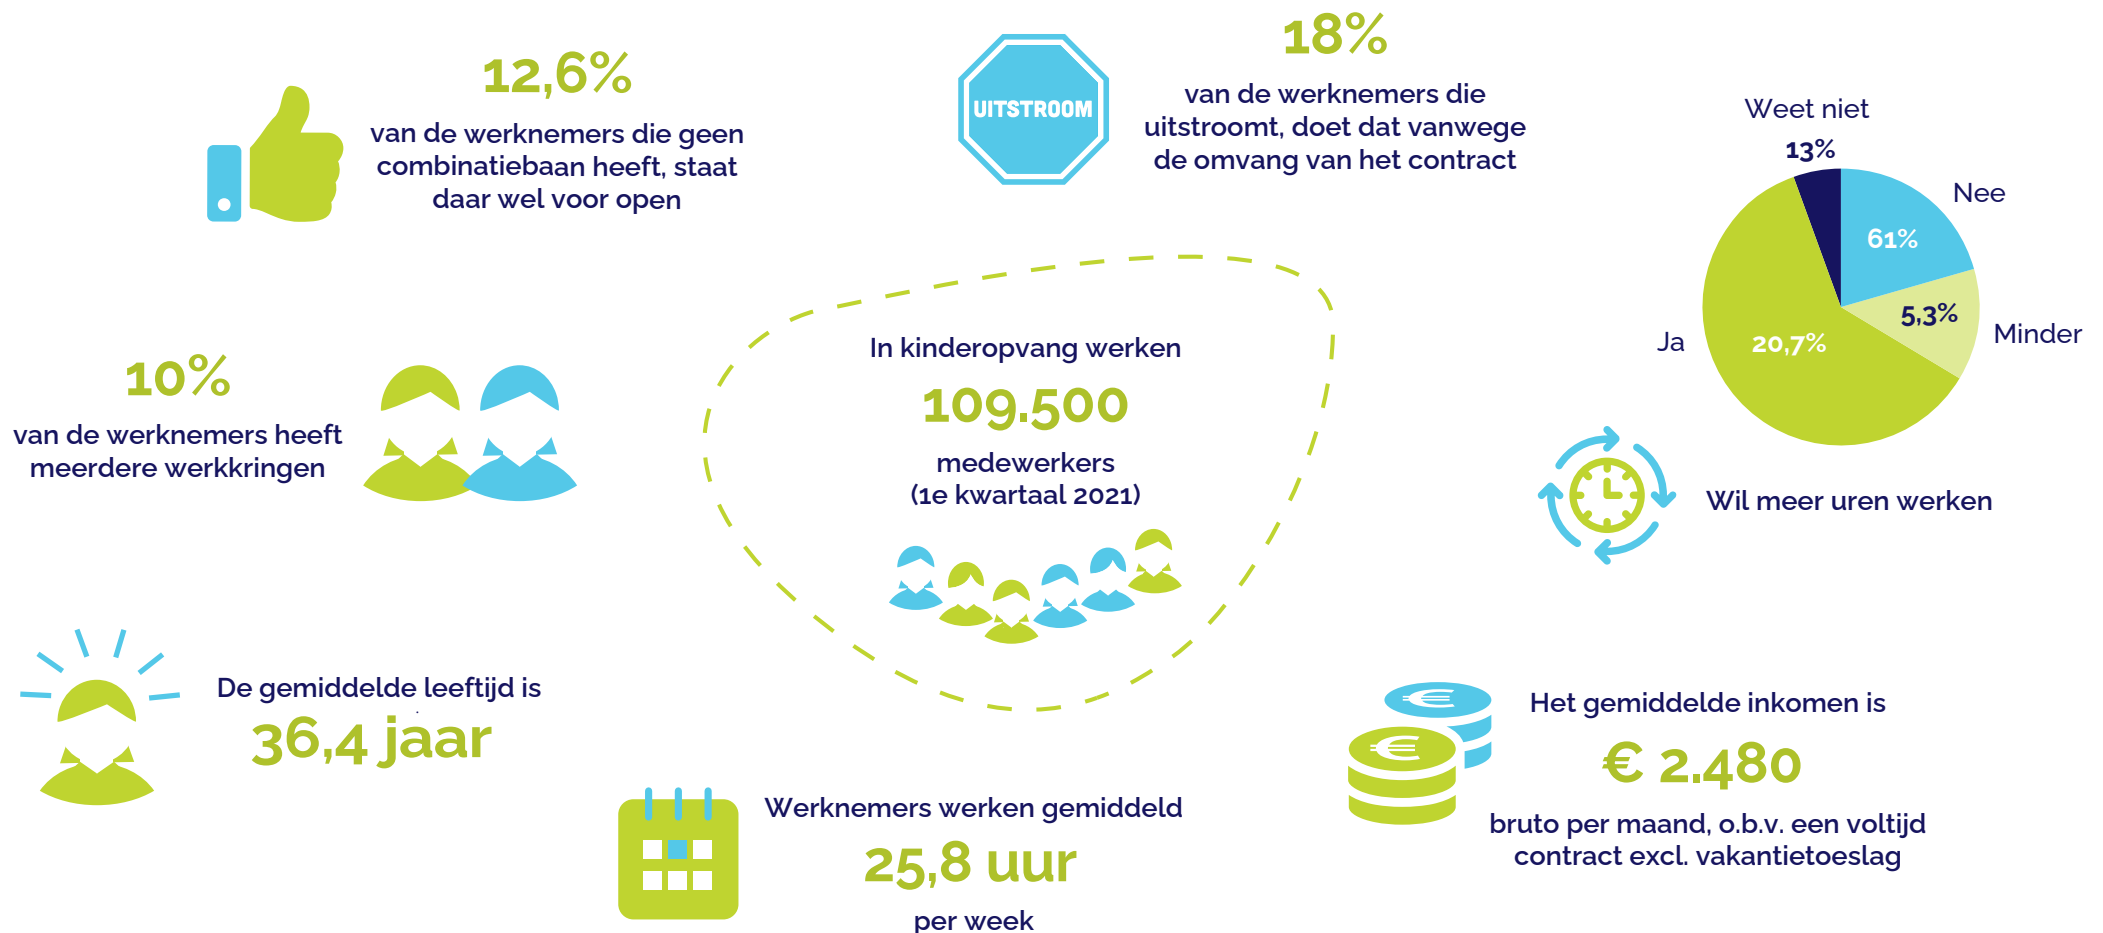 12,6%
van de werknemers die geen
combinatiebaan heeft, staat
daar wel voor open
UITSTROOM
18%
van de werknemers die
uitstroomt, doet dat vanwege
de omvang van het contract
Weet niet
13%
Nee
61%
5,3%
Minder
Ja
20,7%
Wil meer uren werken
10%
van de werknemers heeft
meerdere werkkringen
In kinderopvang werken
109.500
medewerkers
(1e kwartaal 2021)
De gemiddelde leeftijd is
36,4 jaar
Werknemers werken gemiddeld
25,8 uur
per week
€
€
Het gemiddelde inkomen is
€ 2.480
bruto per maand, o.b.v. een voltijd
contract excl. vakantietoeslag